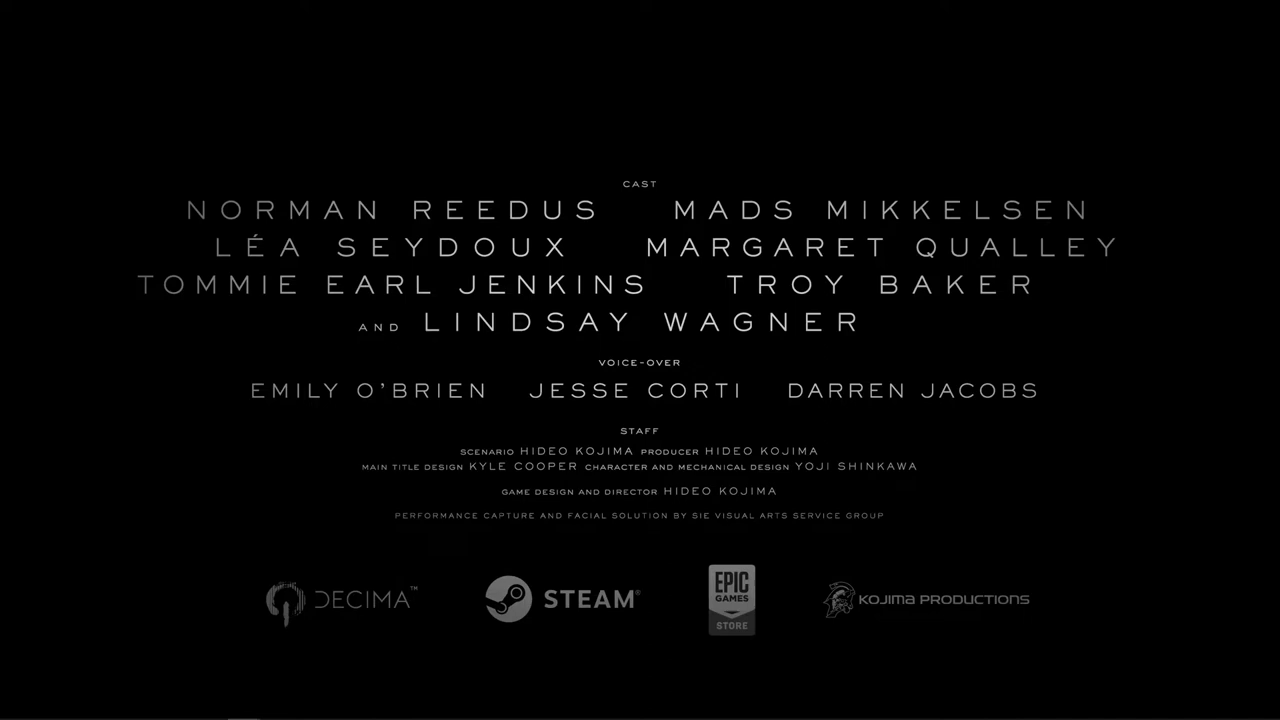 CAST
NORMAN REEDUS MADS MIKKELSEN
LÉA SEYDOUX MARGARET QUALLEY
TOMMIE EARL JENKINS TROY BAKER
AND LINDSAY WAGNER
VOICE-OVER
EMILY O’BRIEN JESSE CORTI DARREN JACOBS
STAFF
SCENARIO HIDEO KOJIMA PRODUCER HIDEO KOJIMA
MAIN TITLE DESIGN KYLE COOPER CHARACTER AND MECHANICAL DESIGN YOJI SHINKAWA
GAME DESIGN AND DIRECTOR HIDEO KOJIMA
PERFORMANCE CAPTURE AND FACIAL SOLUTION BY SIE VISUAL ARTS SERVICE GROUP
DECIMA™ STEAM® EPIC GAMES STORE KOJIMA PRODUCTIONS